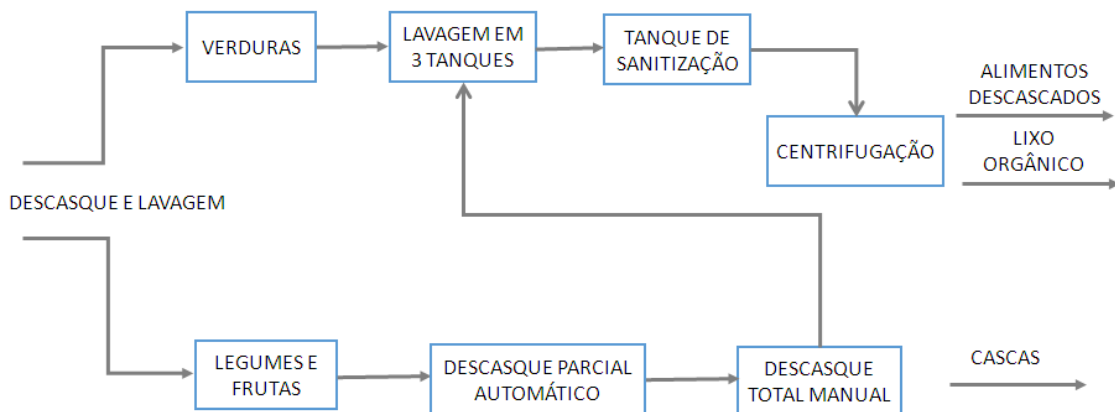 VERDURAS
LAVAGEM EM
3 TANQUES
TANQUE DE
SANITIZAÇÃO
CENTRIFUGAÇÃO
ALIMENTOS
DESCASCADOS
LIXO
ORGÂNICO
DESCASQUE E LAVAGEM
LEGUMES E
FRUTAS
DESCASQUE PARCIAL
AUTOMÁTICO
DESCASQUE
TOTAL MANUAL
CASCAS